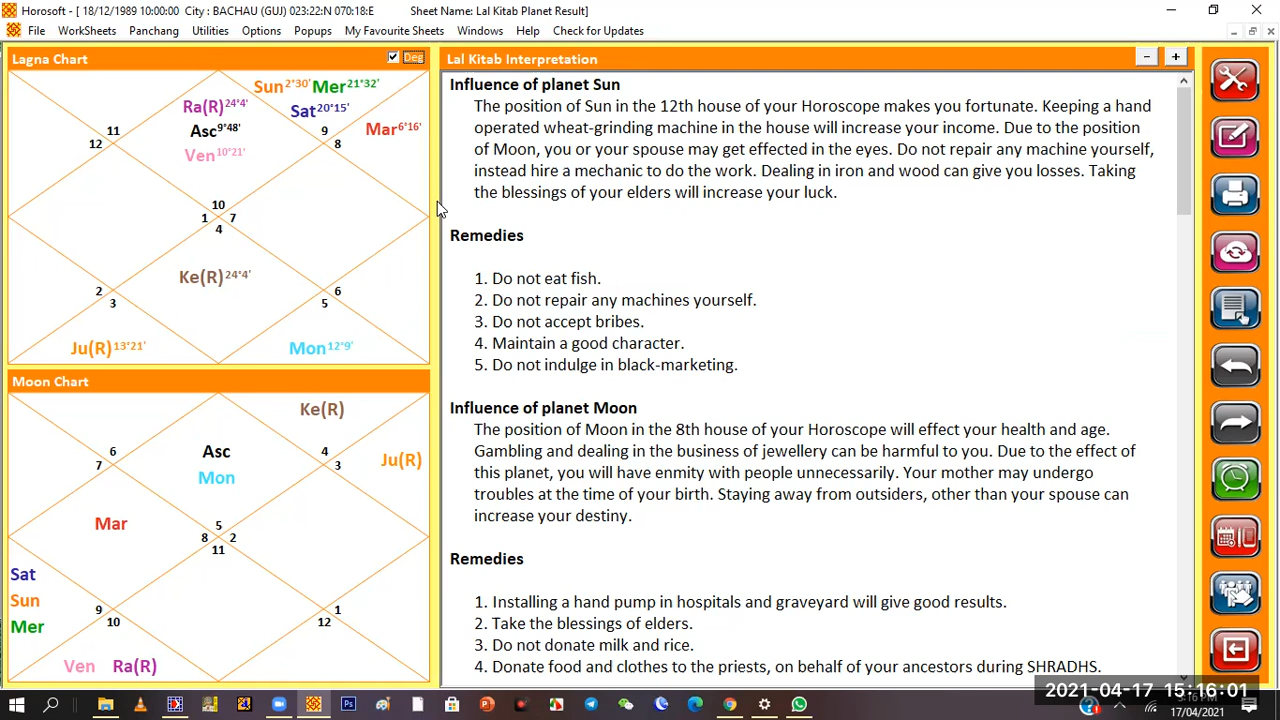 Horosoft - [ 18/12/1989 10:00:00 City : BACHAU (GUJ) 023:22:N 070:18:E Sheet Name: Lal Kitab Planet Result]
File WorkSheets Panchang Utilities Options Popups My Favourite Sheets Windows Help Check for Updates
Lagna Chart Deg
Sun2°30' Mer21°32'
Ra(R)24°4' Sat20°15'
11 Asc9°48' 9 Mar6°16'
12 8
Ven10°21'
10
1 7
4
Ke(R)24°4'
2 6
3 5
Ju(R)13°21' Mon12°9'
Moon Chart
Ke(R)
6 Asc 4 Ju(R)
7 3
Mon
Mar 5
8 2
11
Sat
Sun 9 1
Mer 10 12
Ven Ra(R)
Lal Kitab Interpretation - +
Influence of planet Sun
The position of Sun in the 12th house of your Horoscope makes you fortunate. Keeping a hand
operated wheat-grinding machine in the house will increase your income. Due to the position
of Moon, you or your spouse may get effected in the eyes. Do not repair any machine yourself,
instead hire a mechanic to do the work. Dealing in iron and wood can give you losses. Taking
the blessings of your elders will increase your luck.
Remedies
1. Do not eat fish.
2. Do not repair any machines yourself.
3. Do not accept bribes.
4. Maintain a good character.
5. Do not indulge in black-marketing.
Influence of planet Moon
The position of Moon in the 8th house of your Horoscope will effect your health and age.
Gambling and dealing in the business of jewellery can be harmful to you. Due to the effect of
this planet, you will have enmity with people unnecessarily. Your mother may undergo
troubles at the time of your birth. Staying away from outsiders, other than your spouse can
increase your destiny.
Remedies
1. Installing a hand pump in hospitals and graveyard will give good results.
2. Take the blessings of elders.
3. Do not donate milk and rice.
4. Donate food and clothes to the priests, on behalf of your ancestors during SHRADHS.
2021-04-17 15:16:01
17/04/2021